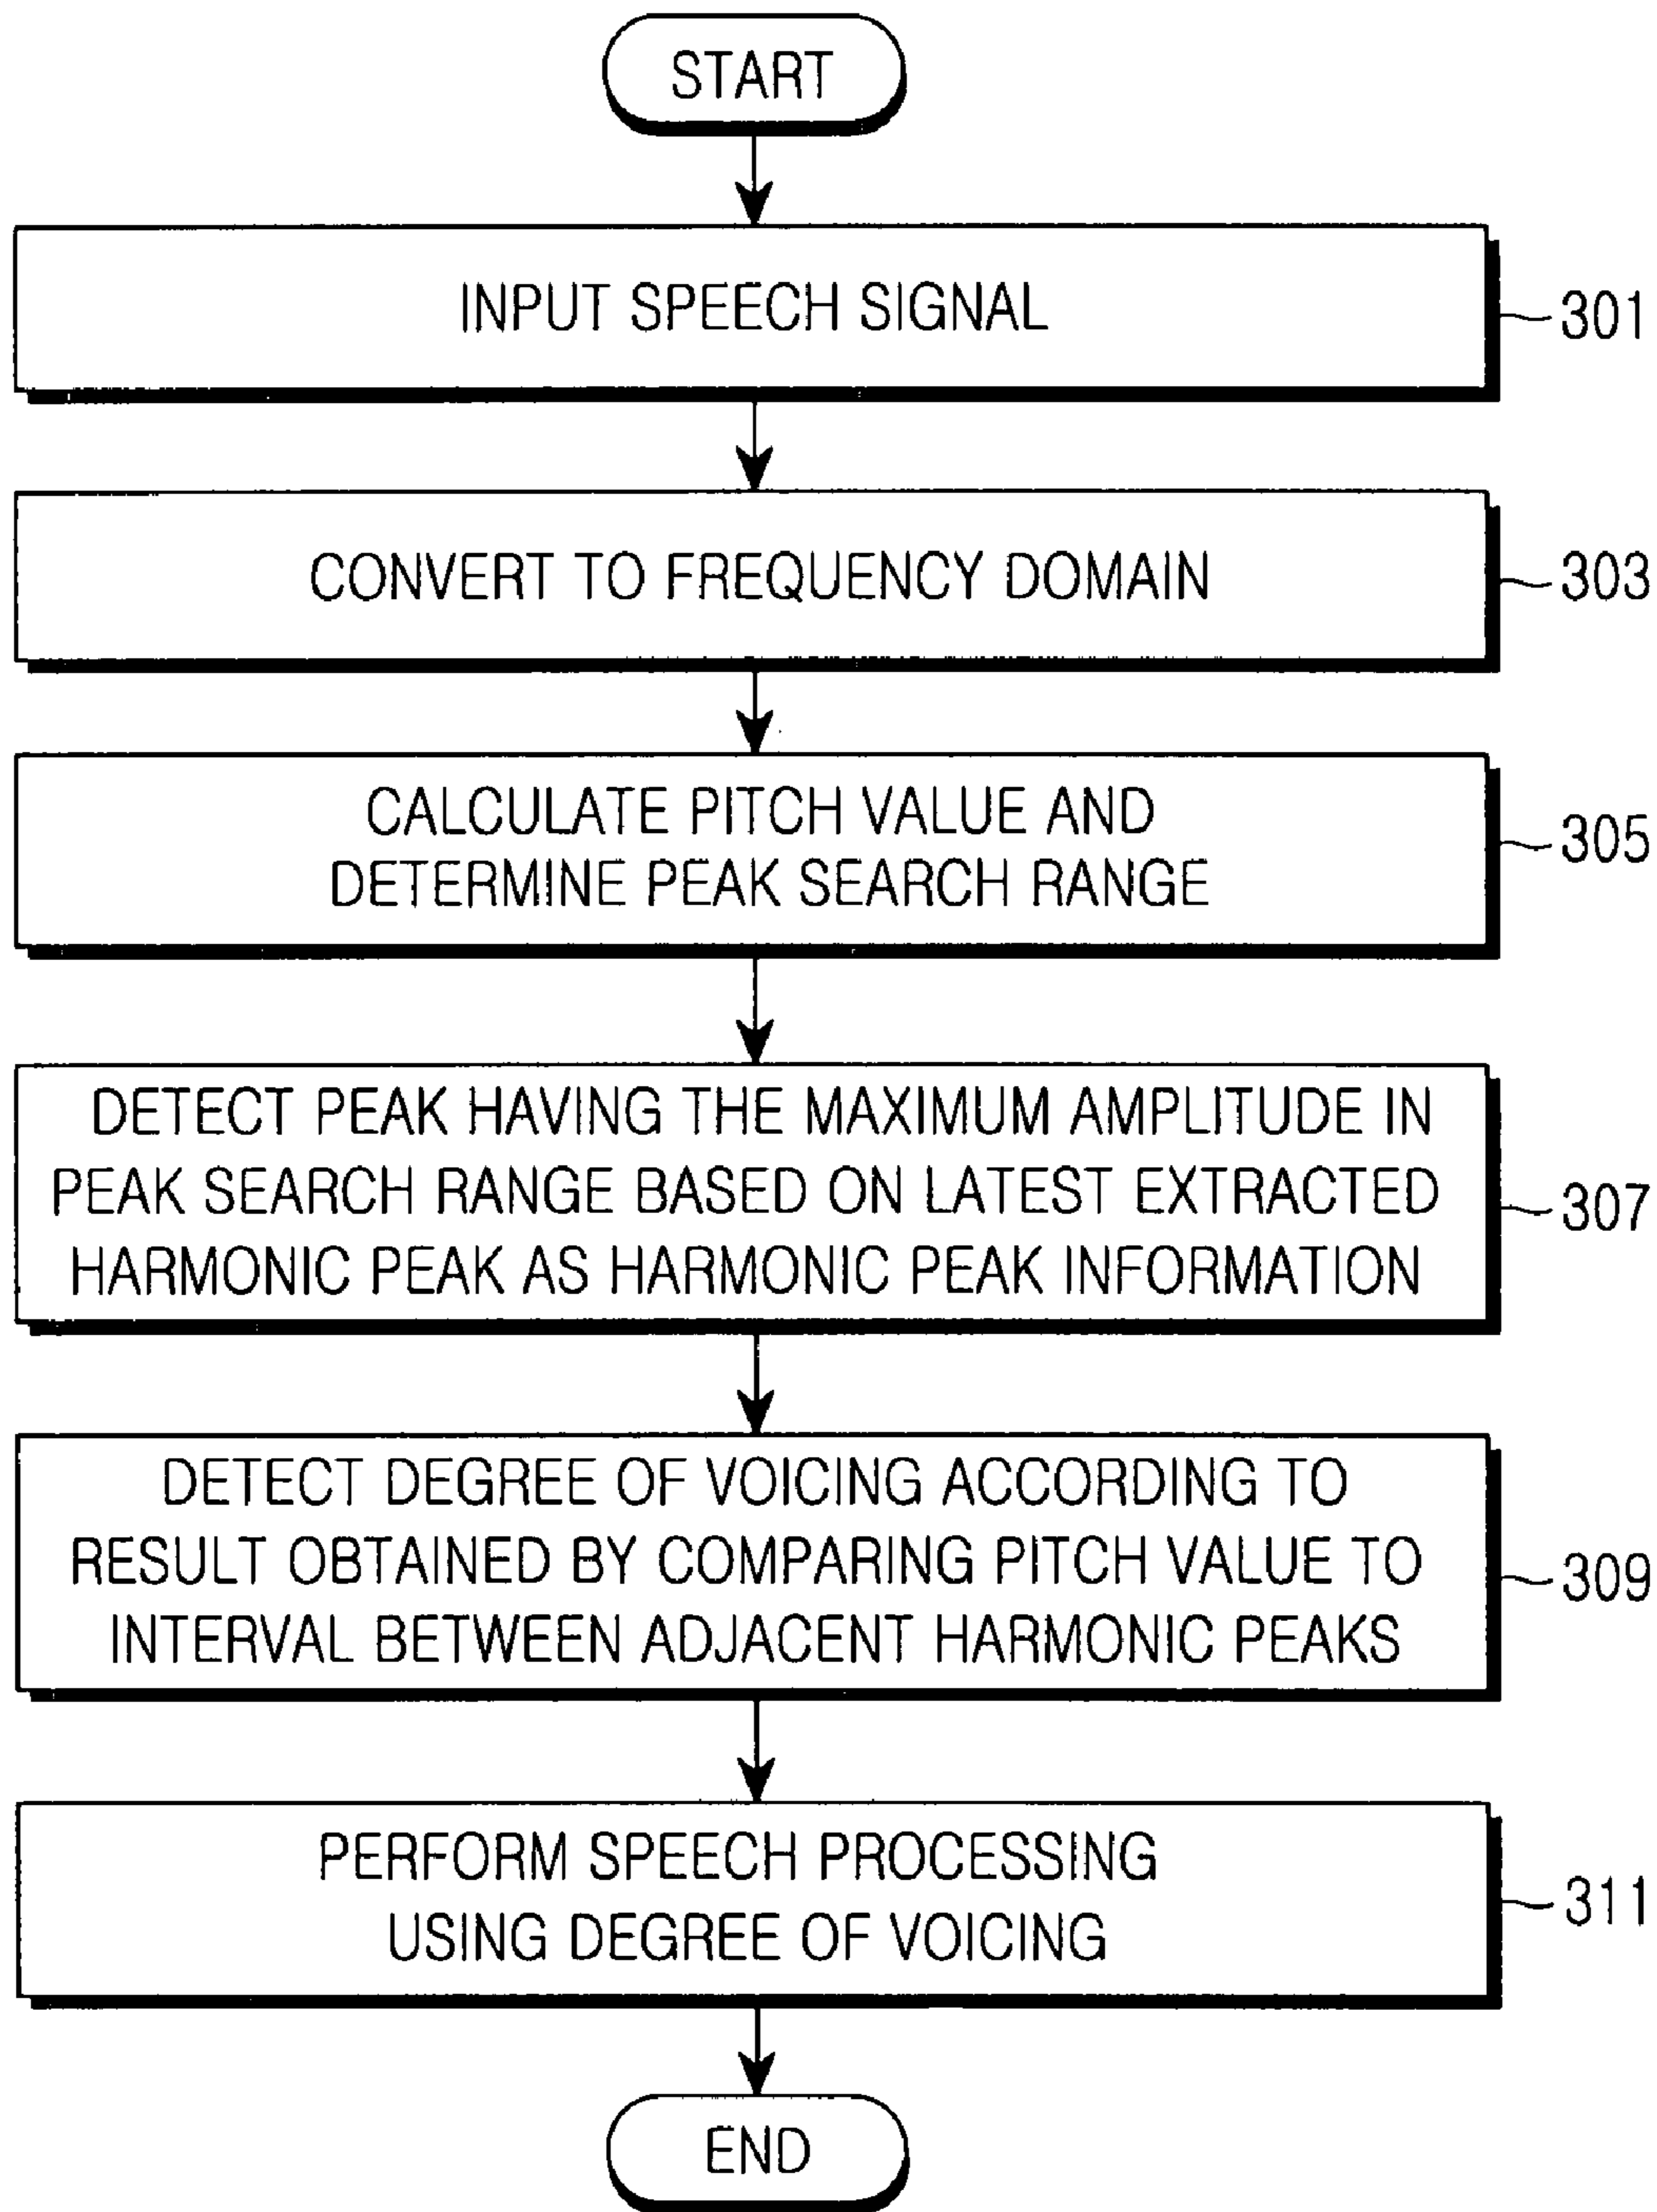 START
INPUT SPEECH SIGNAL
301
CONVERT TO FREQUENCY DOMAIN
303
CALCULATE PITCH VALUE AND
DETERMINE PEAK SEARCH RANGE
305
DETECT PEAK HAVING THE MAXIMUM AMPLITUDE IN
PEAK SEARCH RANGE BASED ON LATEST EXTRACTED
HARMONIC PEAK AS HARMONIC PEAK INFORMATION
307
DETECT DEGREE OF VOICING ACCORDING TO
RESULT OBTAINED BY COMPARING PITCH VALUE TO
INTERVAL BETWEEN ADJACENT HARMONIC PEAKS
309
PERFORM SPEECH PROCESSING
USING DEGREE OF VOICING
311
END